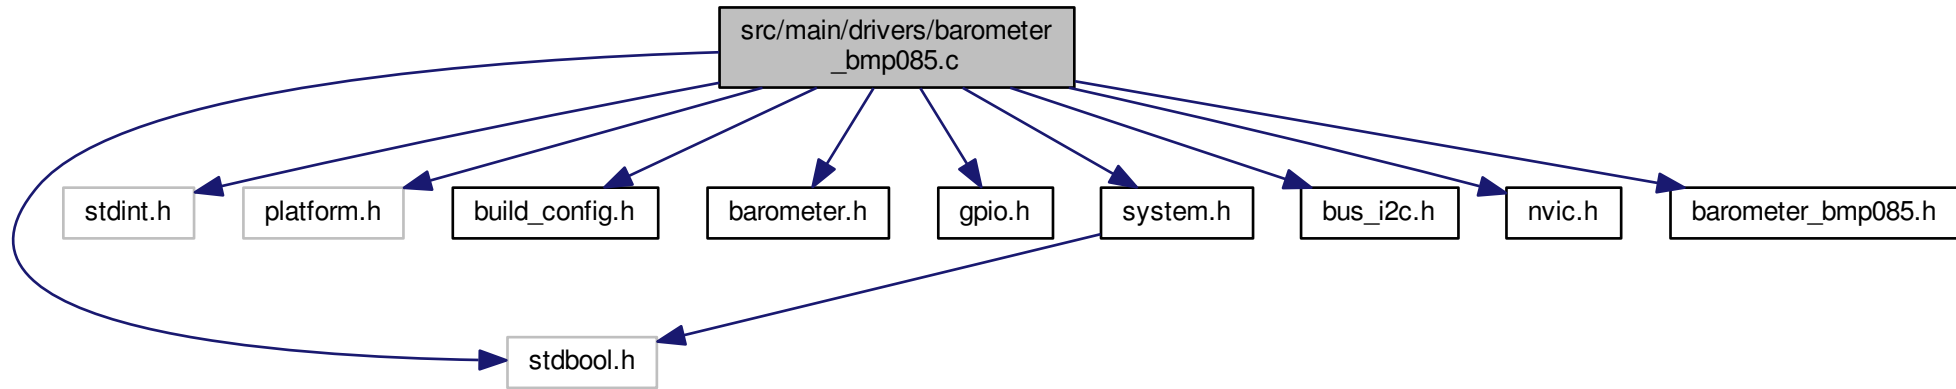 src/main/drivers/barometer
_bmp085.c
stdint.h
platform.h
build_config.h
barometer.h
gpio.h
system.h
bus_i2c.h
nvic.h
barometer_bmp085.h
stdbool.h